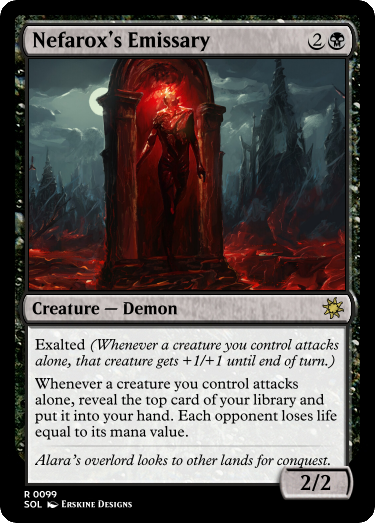 Nefarox's Emissary 2
Creature — Demon
Exalted (Whenever a creature you control attacks
alone, that creature gets +1/+1 until end of turn.)
Whenever a creature you control attacks
alone, reveal the top card of your library and
put it into your hand. Each opponent loses life
equal to its mana value.
Alara's overlord looks to other lands for conquest.
2/2
R 0099
SOL Erskine Designs